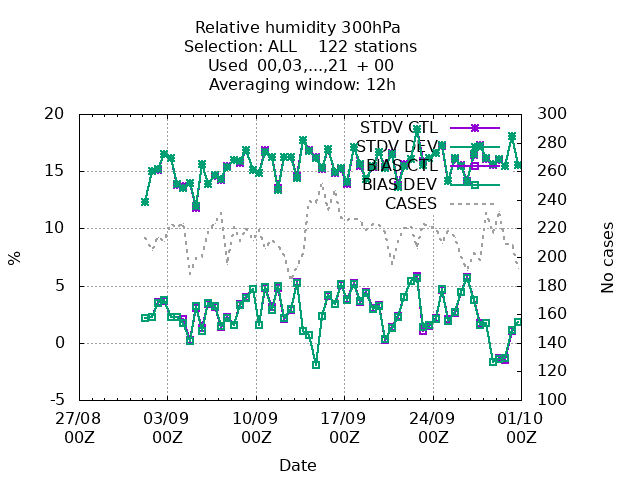 Relative humidity 300hPa
Selection: ALL    122 stations
Used  00,03,...,21  + 00
Averaging window: 12h
20 300
280
STDV CTL
STDV DEV
15 260
BIAS CTL
BIAS DEV
240
CASES
10 220
%
No cases
200
5 180
160
0 140
120
-5 100
27/08 03/09 10/09 17/09 24/09 01/10
00Z 00Z 00Z 00Z 00Z 00Z
Date